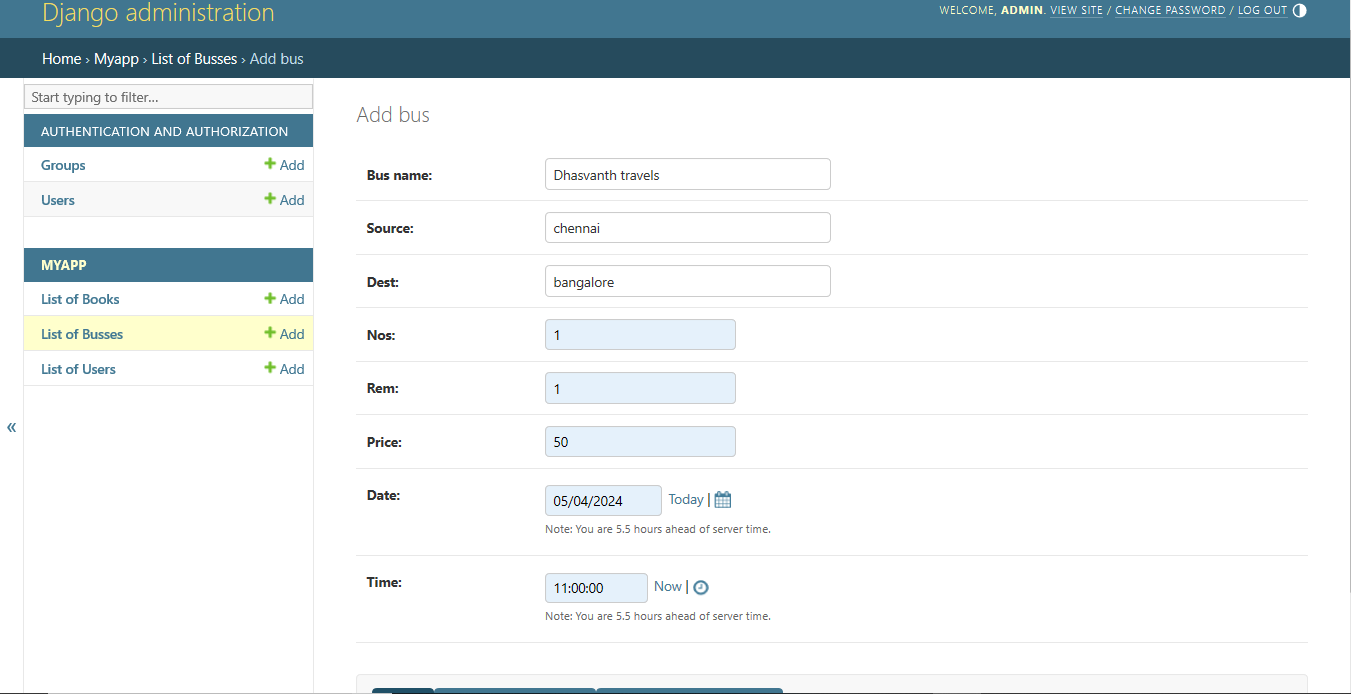 Django administration
WELCOME, ADMIN. VIEW SITE / CHANGE PASSWORD / LOG OUT
Home › Myapp › List of Busses › Add bus
Start typing to filter...
AUTHENTICATION AND AUTHORIZATION
Groups + Add
Users + Add
MYAPP
List of Books + Add
List of Busses + Add
List of Users + Add
«
Add bus
Bus name: Dhasvanth travels
Source: chennai
Dest: bangalore
Nos: 1
Rem: 1
Price: 50
Date: 05/04/2024 Today |
Note: You are 5.5 hours ahead of server time.
Time: 11:00:00 Now |
Note: You are 5.5 hours ahead of server time.